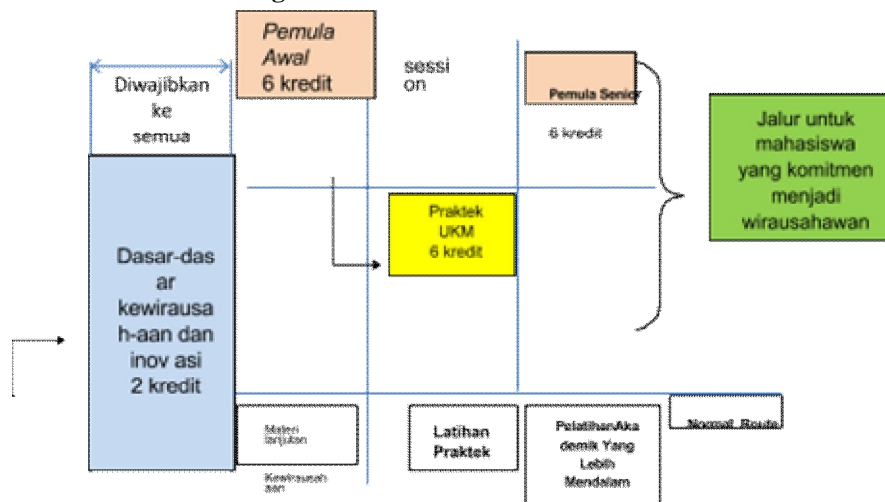 Pemula
Awal
6 kredit
sessi
on
Diwajibkan
ke
semua
Pemula Senior
6 kredit
Jalur untuk
mahasiswa
yang komitmen
menjadi
wirausahawan
Praktek
UKM
6 kredit
Dasar-das
ar
kewirausa
h-aan dan
inov asi
2 kredit
Materi
lanjutan
Kewirausah
aan
Latihan
Praktek
PelatihanAka
demik Yang
Lebih
Mendalam
Normal Route